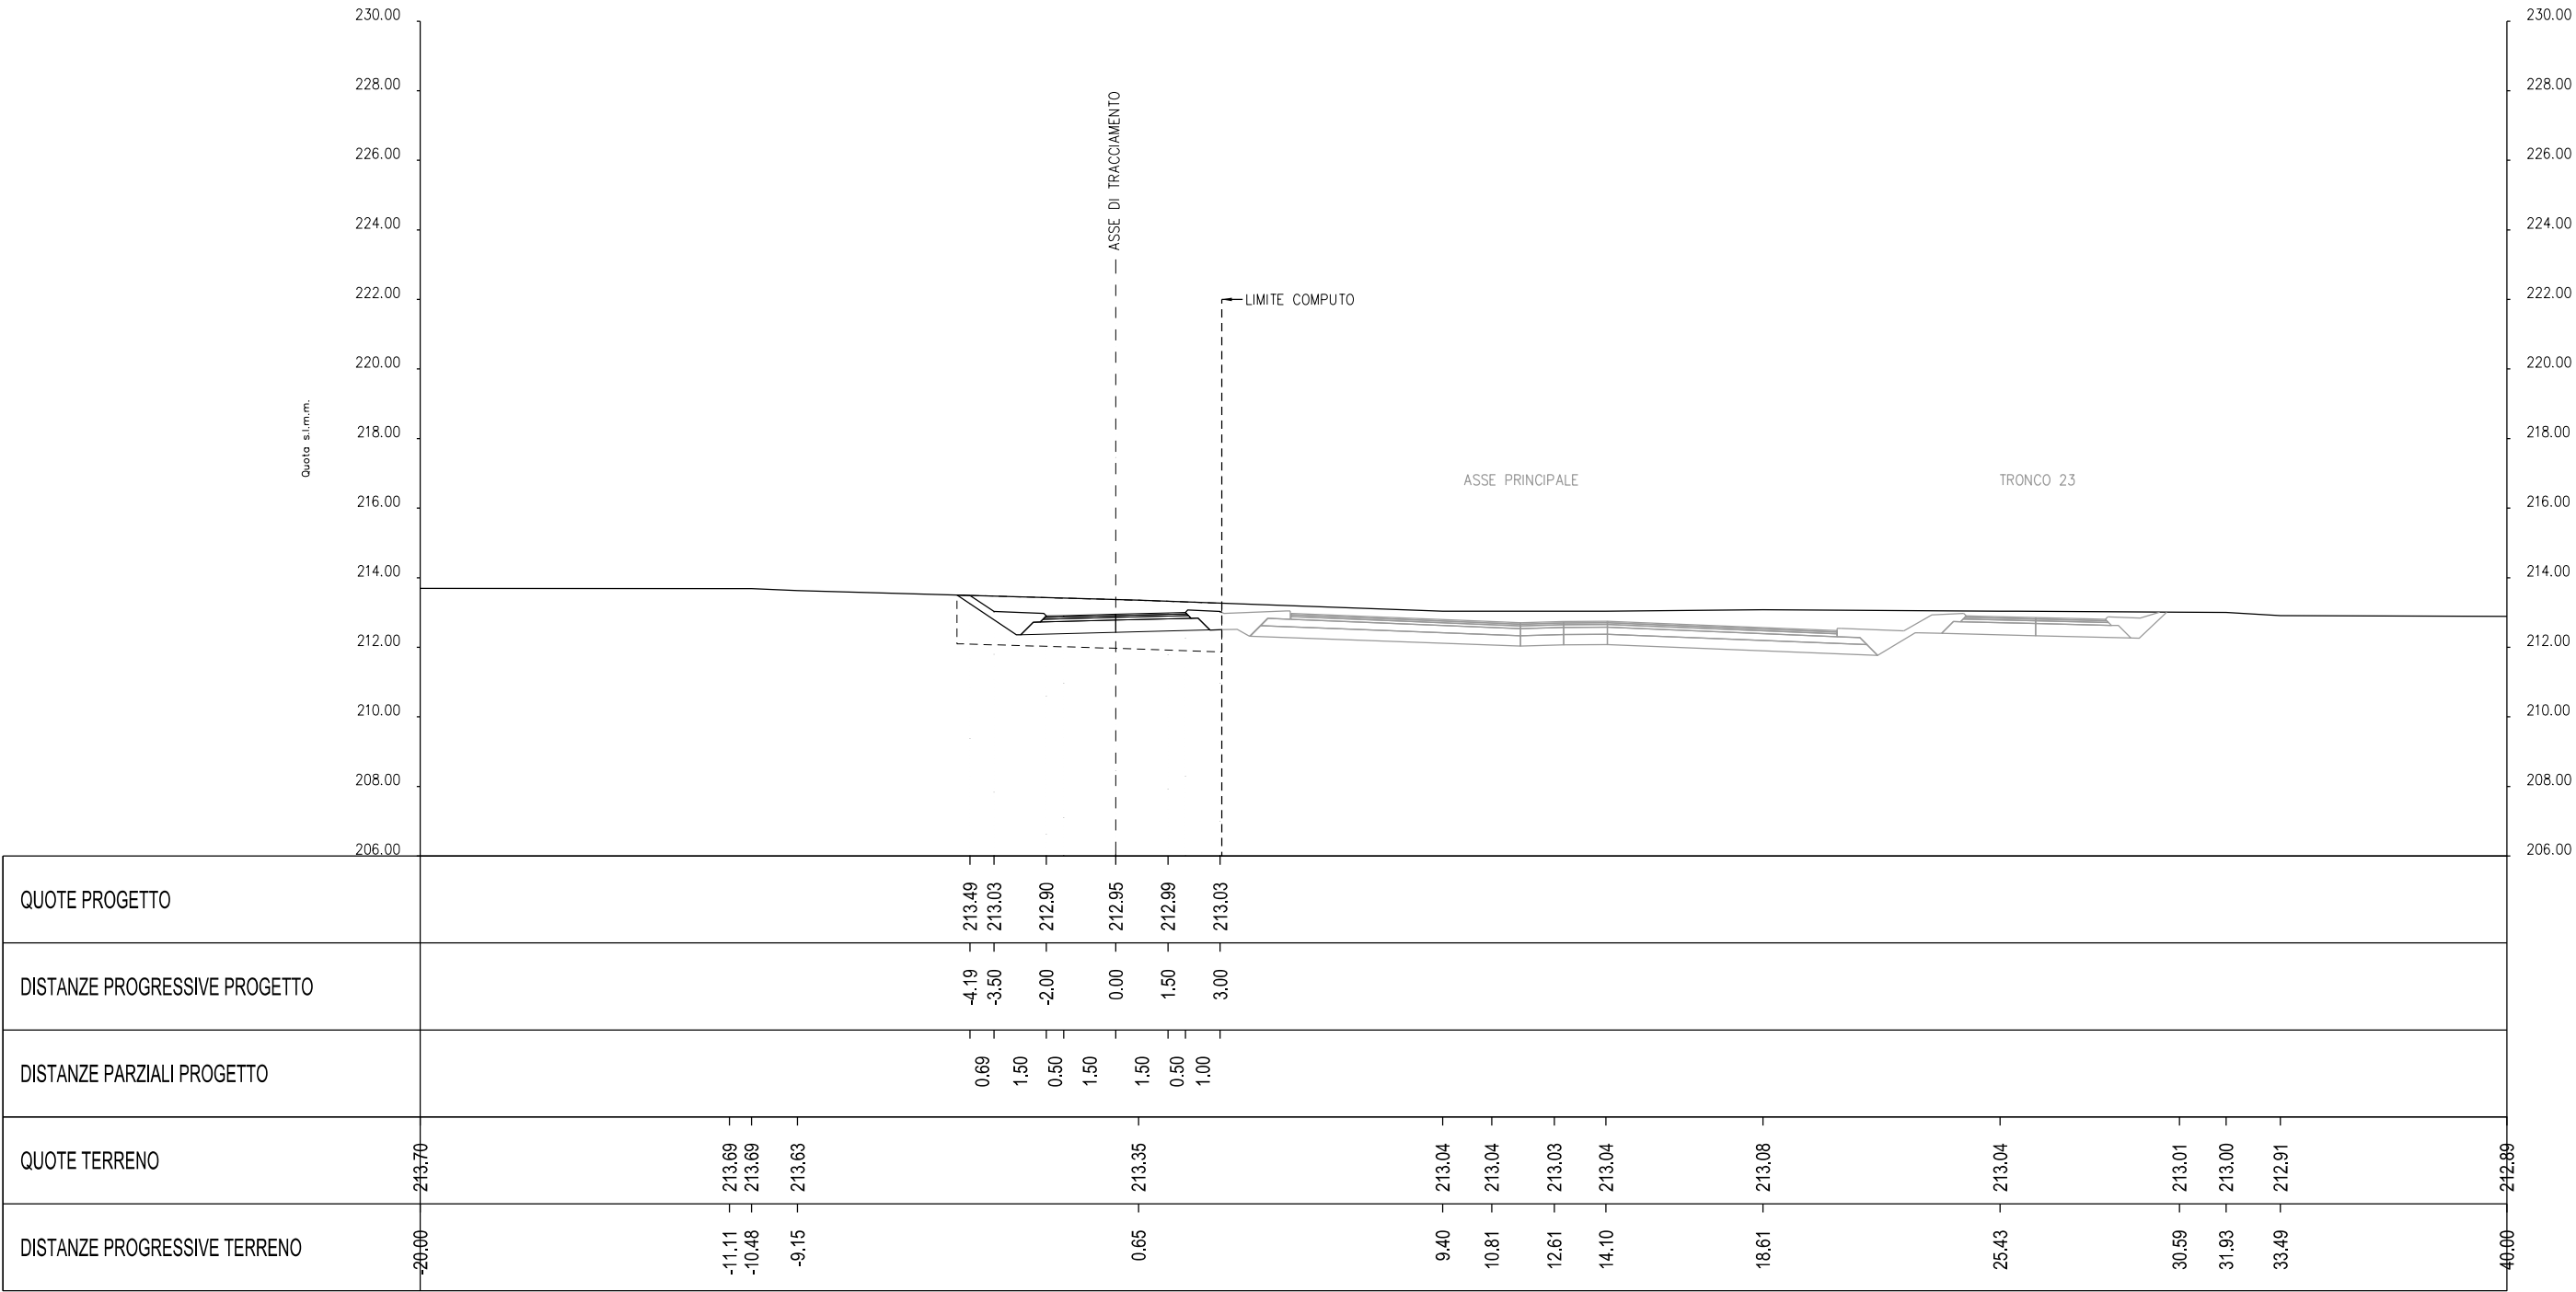 230.00 230.00
228.00 228.00
226.00 226.00
224.00 224.00
222.00 222.00
220.00 220.00
218.00 218.00
216.00 216.00
214.00 214.00
212.00 212.00
210.00 210.00
208.00 208.00
206.00 206.00
Quota s.l.m.m.
ASSE DI TRACCIAMENTO
LIMITE COMPUTO
ASSE PRINCIPALE
TRONCO 23
QUOTE PROGETTO 213.49 213.03 212.90 212.95 212.99 213.03
DISTANZE PROGRESSIVE PROGETTO -4.19 -3.50 -2.00 0.00 1.50 3.00
DISTANZE PARZIALI PROGETTO 0.69 1.50 0.50 1.50 1.50 0.50 1.00
QUOTE TERRENO 213.70 213.69 213.69 213.63 213.35 213.04 213.04 213.03 213.04 213.08 213.04 213.01 213.00 212.91 212.89
DISTANZE PROGRESSIVE TERRENO -20.00 -11.11 -10.48 -9.15 0.65 9.40 10.81 12.61 14.10 18.61 25.43 30.59 31.93 33.49 40.00